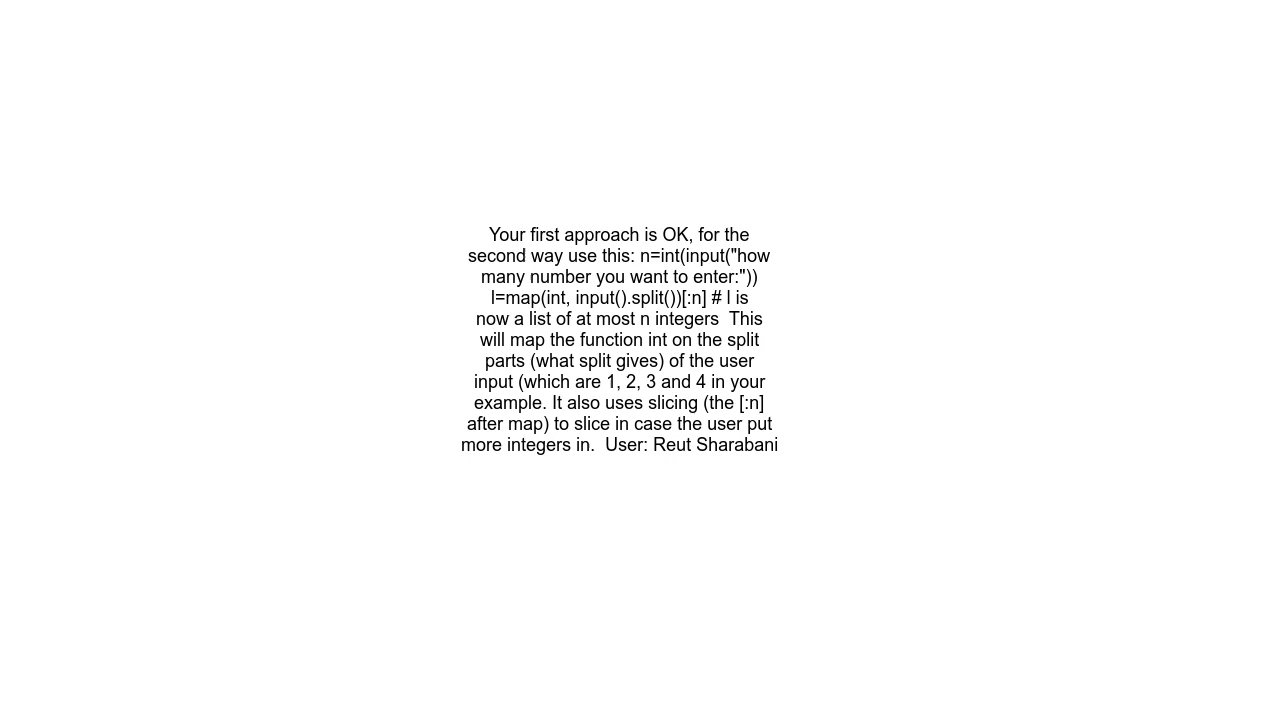 Your first approach is OK, for the
second way use this: n=int(input("how
many number you want to enter:"))
l=map(int, input().split())[:n] # l is
now a list of at most n integers  This
will map the function int on the split
parts (what split gives) of the user
input (which are 1, 2, 3 and 4 in your
example. It also uses slicing (the [:n]
after map) to slice in case the user put
more integers in.  User: Reut Sharabani